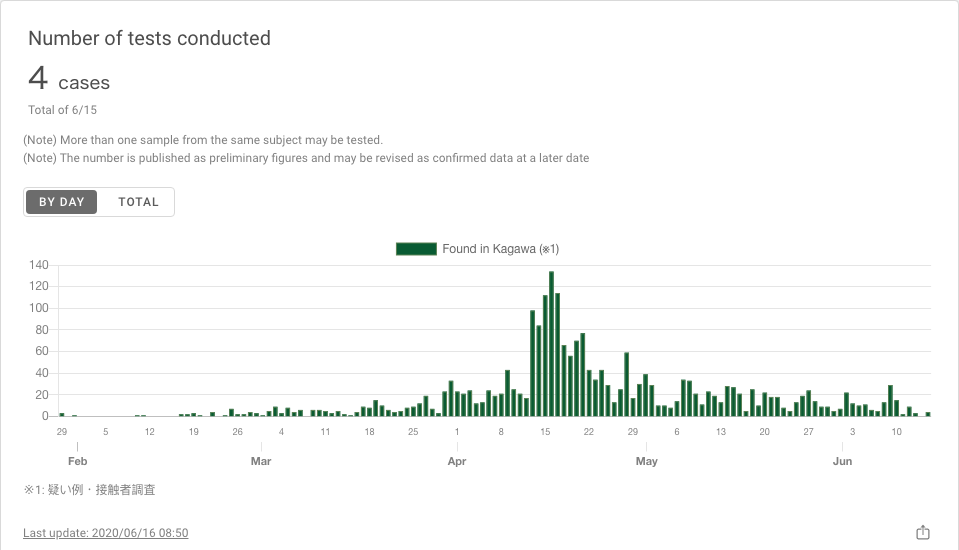 Number of tests conducted
4 cases
Total of 6/15
(Note) More than one sample from the same subject may be tested.
(Note) The number is published as preliminary figures and may be revised as confirmed data at a later date
BY DAY TOTAL
Found in Kagawa (※1)
140
120
100
80
60
40
20
0
29 5 12 19 26 4 11 18 25 1 8 15 22 29 6 13 20 27 3 10
Feb Mar Apr May Jun
※1: 疑い例・接触者調査
Last update: 2020/06/16 08:50